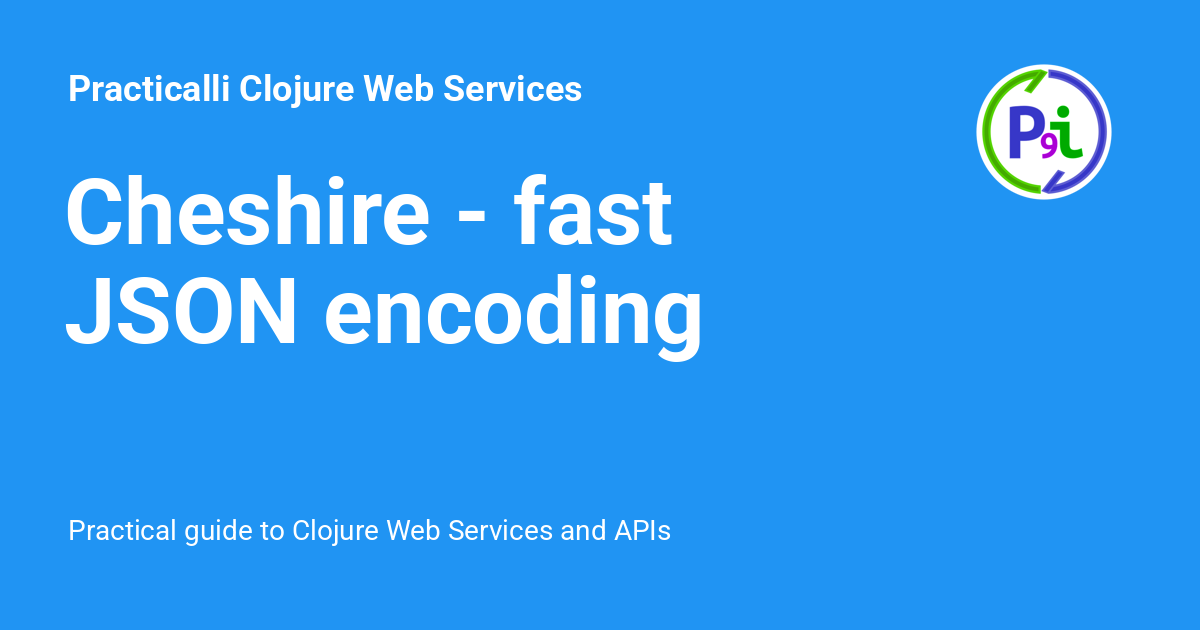 Practicalli Clojure Web Services
P9i
Cheshire - fast
JSON encoding
Practical guide to Clojure Web Services and APIs